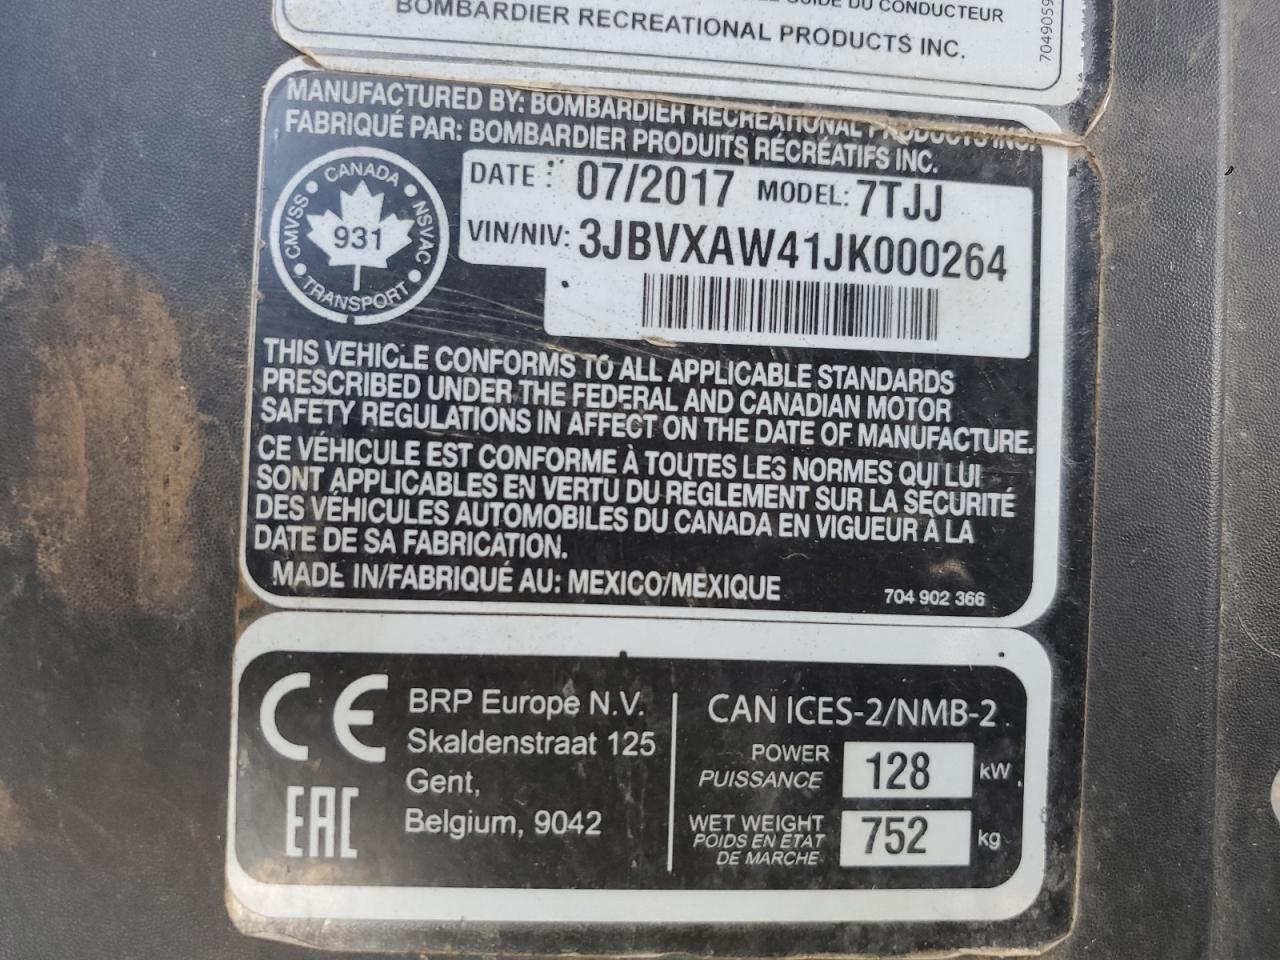 GUIDE DU CONDUCTEUR
BOMBARDIER RECREATIONAL PRODUCTS INC.
7049059
MANUFACTURED BY: BOMBARDIER RECREATIONAL PRODUCTS INC.
FABRIQUÉ PAR: BOMBARDIER PRODUITS RÉCRÉATIFS INC.
CANADA
CMVSS
931
NSVAC
TRANSPORT
DATE : 07/2017 MODEL: 7TJJ
VIN/NIV: 3JBVXAW41JK000264
THIS VEHICLE CONFORMS TO ALL APPLICABLE STANDARDS
PRESCRIBED UNDER THE FEDERAL AND CANADIAN MOTOR
SAFETY REGULATIONS IN AFFECT ON THE DATE OF MANUFACTURE.
CE VÉHICULE EST CONFORME À TOUTES LES NORMES QUI LUI
SONT APPLICABLES EN VERTU DU RÈGLEMENT SUR LA SÉCURITÉ
DES VÉHICULES AUTOMOBILES DU CANADA EN VIGUEUR À LA
DATE DE SA FABRICATION.
MADE IN/FABRIQUÉ AU: MEXICO/MEXIQUE
704 902 366
CE
EAC
BRP Europe N.V.
Skaldenstraat 125
Gent,
Belgium, 9042
CAN ICES-2/NMB-2
POWER
PUISSANCE
128 kW
WET WEIGHT
POIDS EN ÉTAT
DE MARCHE
752 kg